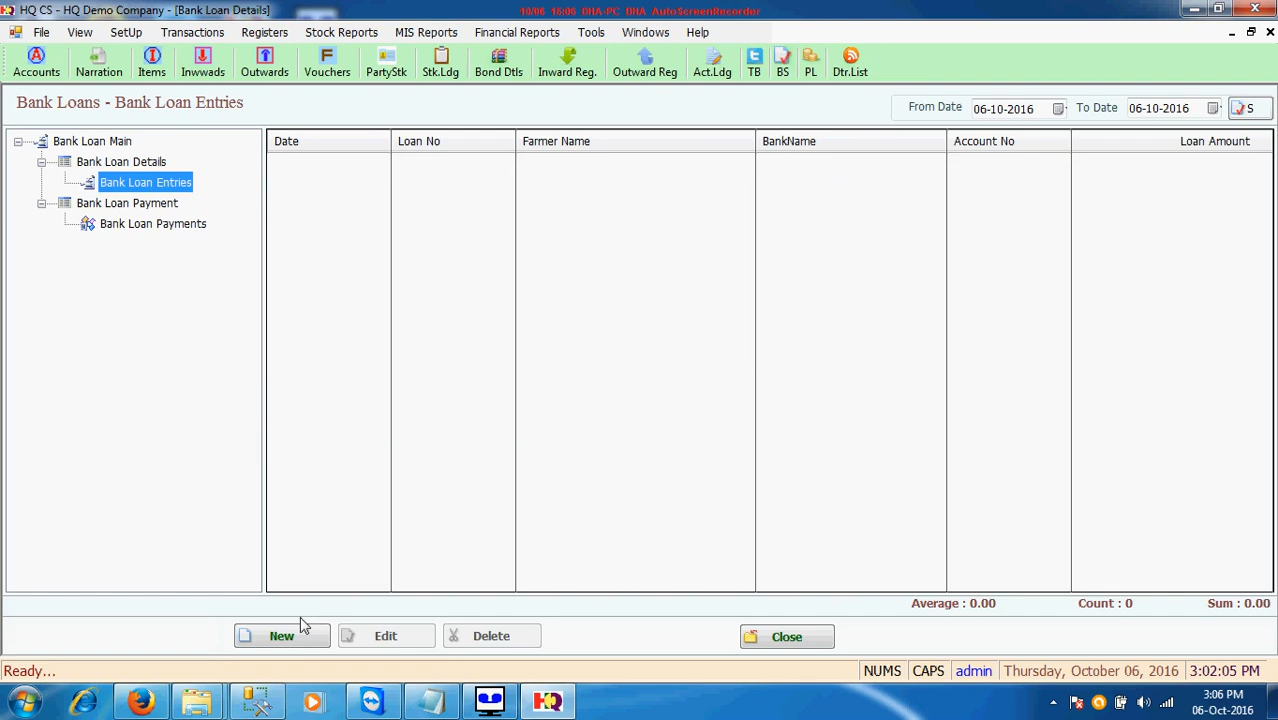 HQ CS - HQ Demo Company - [Bank Loan Details]
10/06 15:06 DHA-PC DHA AutoScreenRecorder
File View SetUp Transactions Registers Stock Reports MIS Reports Financial Reports Tools Windows Help
Accounts Narration Items Inwwads Outwards Vouchers PartyStk Stk.Ldg Bond Dtls Inward Reg. Outward Reg Act.Ldg TB BS PL Dtr.List
Bank Loans - Bank Loan Entries
From Date 06-10-2016 To Date 06-10-2016 S
Bank Loan Main
Bank Loan Details
Bank Loan Entries
Bank Loan Payment
Bank Loan Payments
Date Loan No Farmer Name BankName Account No Loan Amount
Average : 0.00 Count : 0 Sum : 0.00
New Edit Delete Close
Ready... NUMS CAPS admin Thursday, October 06, 2016 3:02:05 PM
3:06 PM
06-Oct-2016